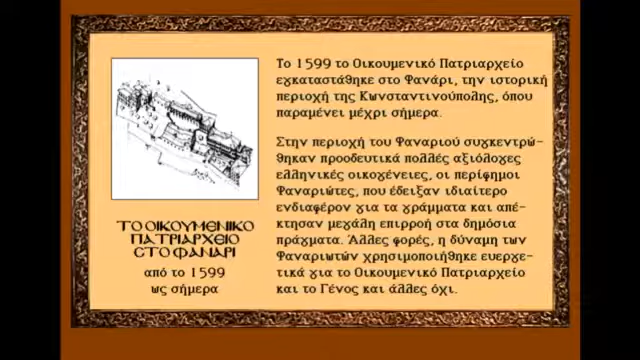 Το 1599 το Οικουμενικό Πατριαρχείο
εγκαταστάθηκε στο Φανάρι, την ιστορική
περιοχή της Κωνσταντινούπολης, όπου
παραμένει μέχρι σήμερα.
Στην περιοχή του Φαναριού συγκεντρώ-
θηκαν προοδευτικά πολλές αξιόλογες
ελληνικές οικογένειες, οι περίφημοι
Φαναριώτες, που έδειξαν ιδιαίτερο
ενδιαφέρον για τα γράμματα και απέ-
κτησαν μεγάλη επιρροή στα δημόσια
πράγματα. Άλλες φορές, η δύναμη των
Φαναριωτών χρησιμοποιήθηκε ευεργε-
τικά για το Οικουμενικό Πατριαρχείο
και το Γένος και άλλες όχι.
ΤΟ ΟΙΚΟΥΜΕΝΙΚΟ
ΠΑΤΡΙΑΡΧΕΙΟ
ΣΤΟ ΦΑΝΑΡΙ
από το 1599
ως σήμερα